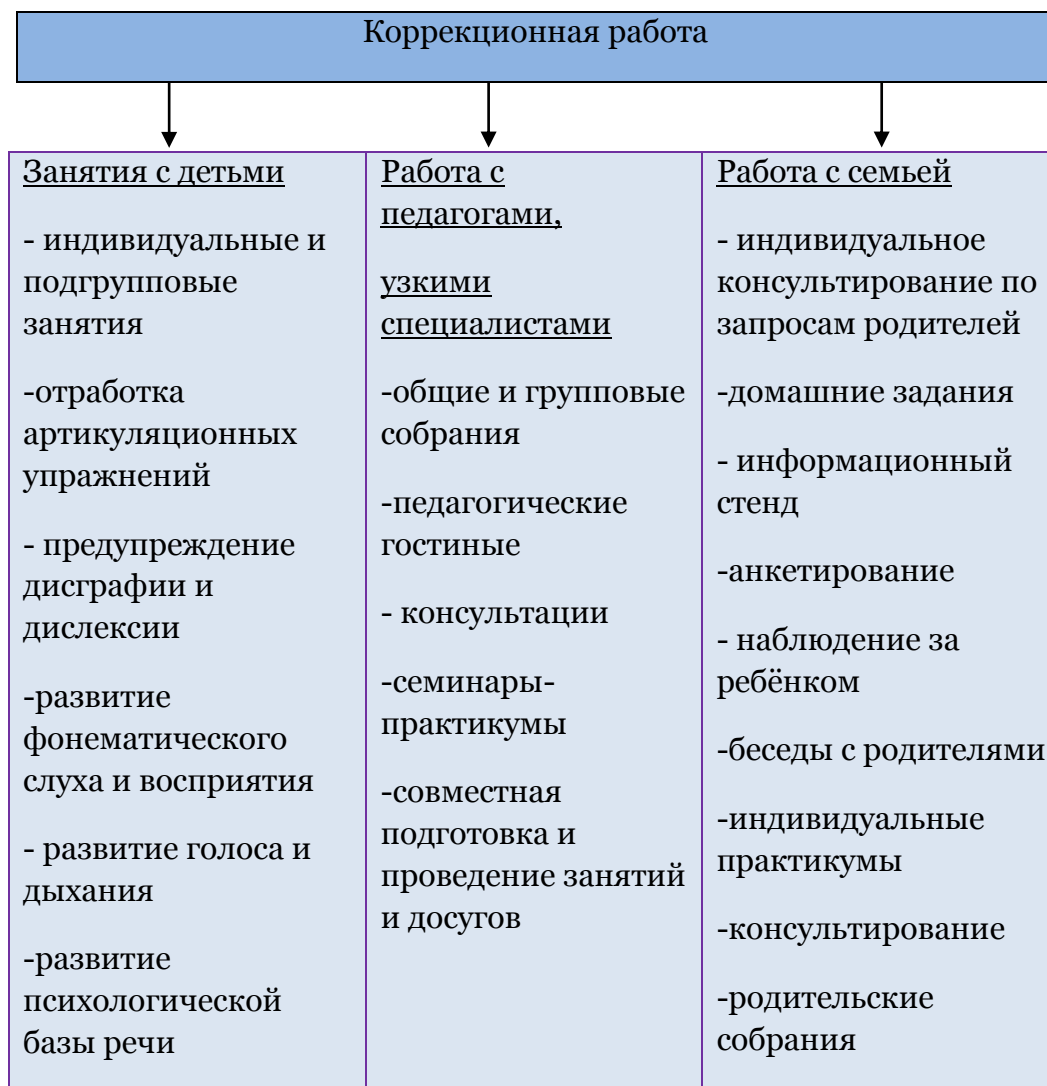 Коррекционная работа
Занятия с детьми
- индивидуальные и
подгрупповые
занятия
-отработка
артикуляционных
упражнений
- предупреждение
дисграфии и
дислексии
-развитие
фонематического
слуха и восприятия
- развитие голоса и
дыхания
-развитие
психологической
базы речи
Работа с
педагогами,
узкими
специалистами
-общие и групповые
собрания
-педагогические
гостиные
- консультации
-семинары-
практикумы
-совместная
подготовка и
проведение занятий
и досугов
Работа с семьей
- индивидуальное
консультирование по
запросам родителей
-домашние задания
- информационный
стенд
-анкетирование
- наблюдение за
ребёнком
-беседы с родителями
-индивидуальные
практикумы
-консультирование
-родительские
собрания